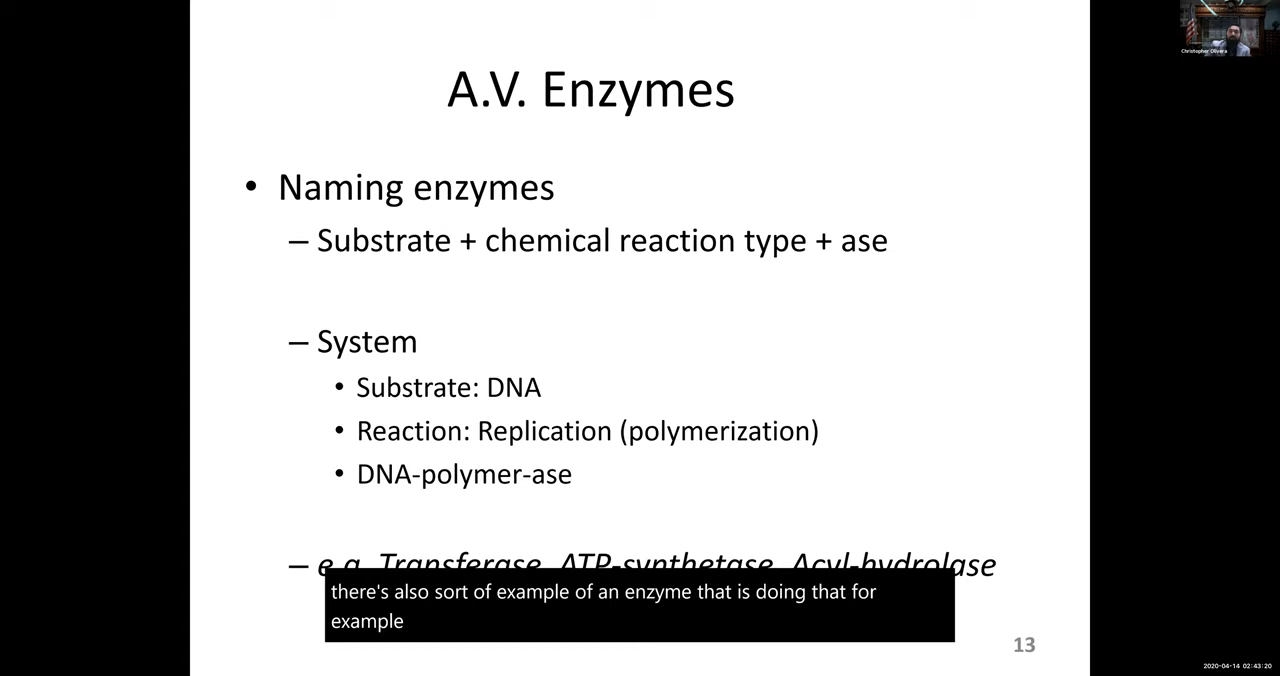 Christopher Olivera
A.V. Enzymes
• Naming enzymes
– Substrate + chemical reaction type + ase
– System
• Substrate: DNA
• Reaction: Replication (polymerization)
• DNA-polymer-ase
– e.g. Transferase, ATP-synthetase, Acyl-hydrolase
there's also sort of example of an enzyme that is doing that for
example
13
2020-04-14 02:43:20